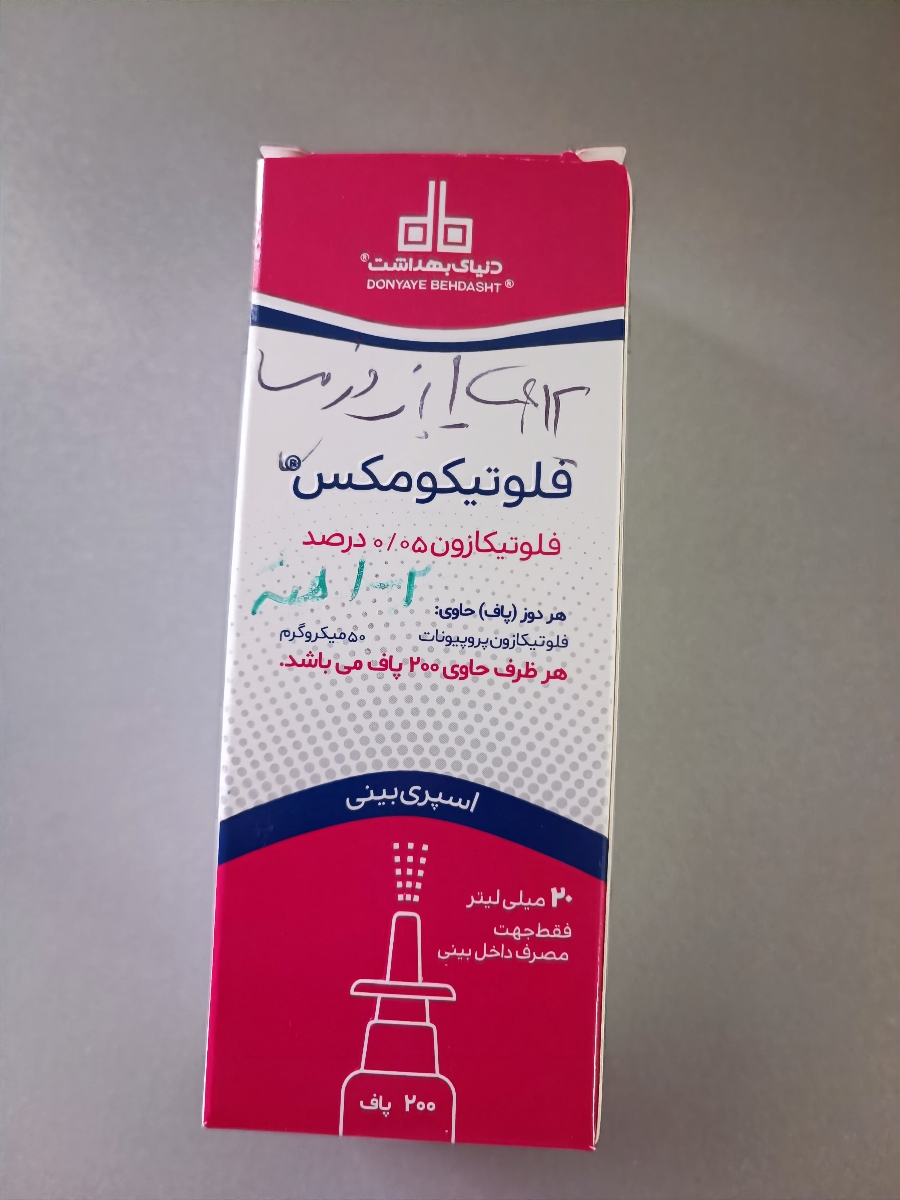 دنیای بهداشت®
DONYAYE BEHDASHT®
۱۲
فلوتیکومکس®
فلوتیکازون ۰/۰۵ درصد
هر دوز (پاف) حاوی:
فلوتیکازون پروپیونات ۵۰ میکروگرم
هر ظرف حاوی ۲۰۰ پاف می باشد.
اسپری بینی
۲۰ میلی لیتر
فقط جهت
مصرف داخل بینی
۲۰۰ پاف